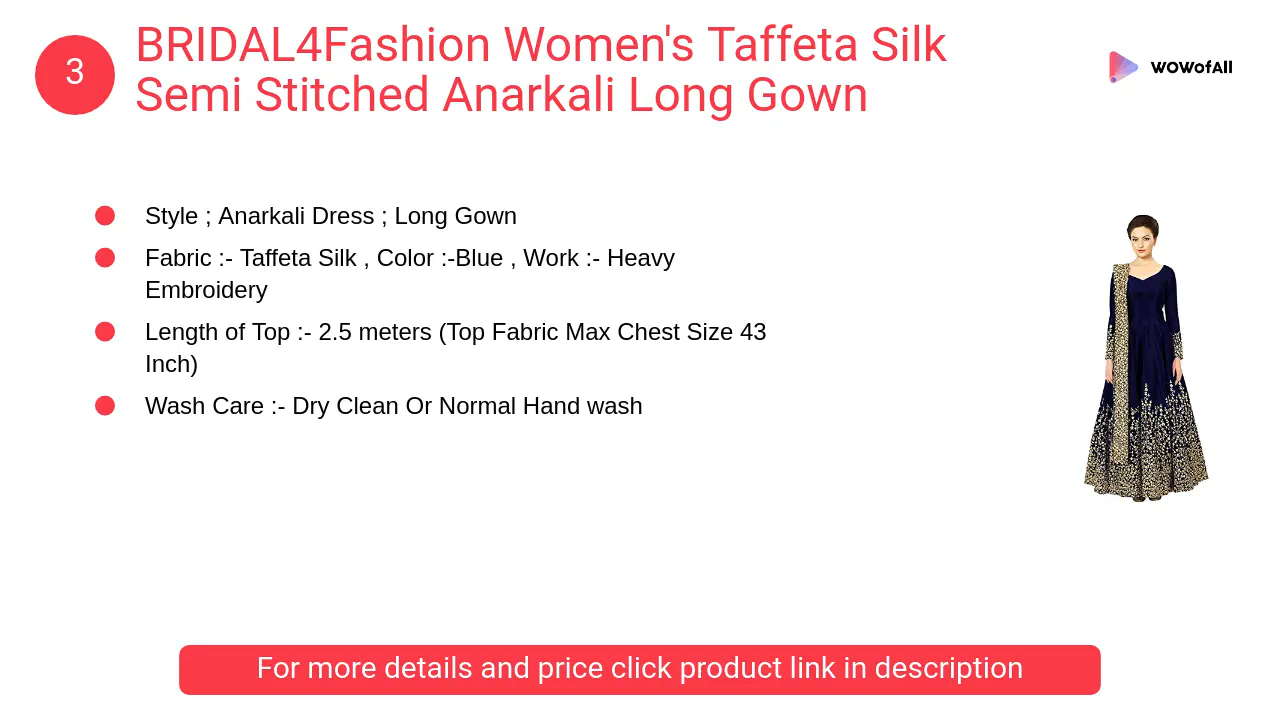 3
BRIDAL4Fashion Women's Taffeta Silk
Semi Stitched Anarkali Long Gown
WOWofAll
Style ; Anarkali Dress ; Long Gown
Fabric :- Taffeta Silk , Color :-Blue , Work :- Heavy
Embroidery
Length of Top :- 2.5 meters (Top Fabric Max Chest Size 43
Inch)
Wash Care :- Dry Clean Or Normal Hand wash
For more details and price click product link in description